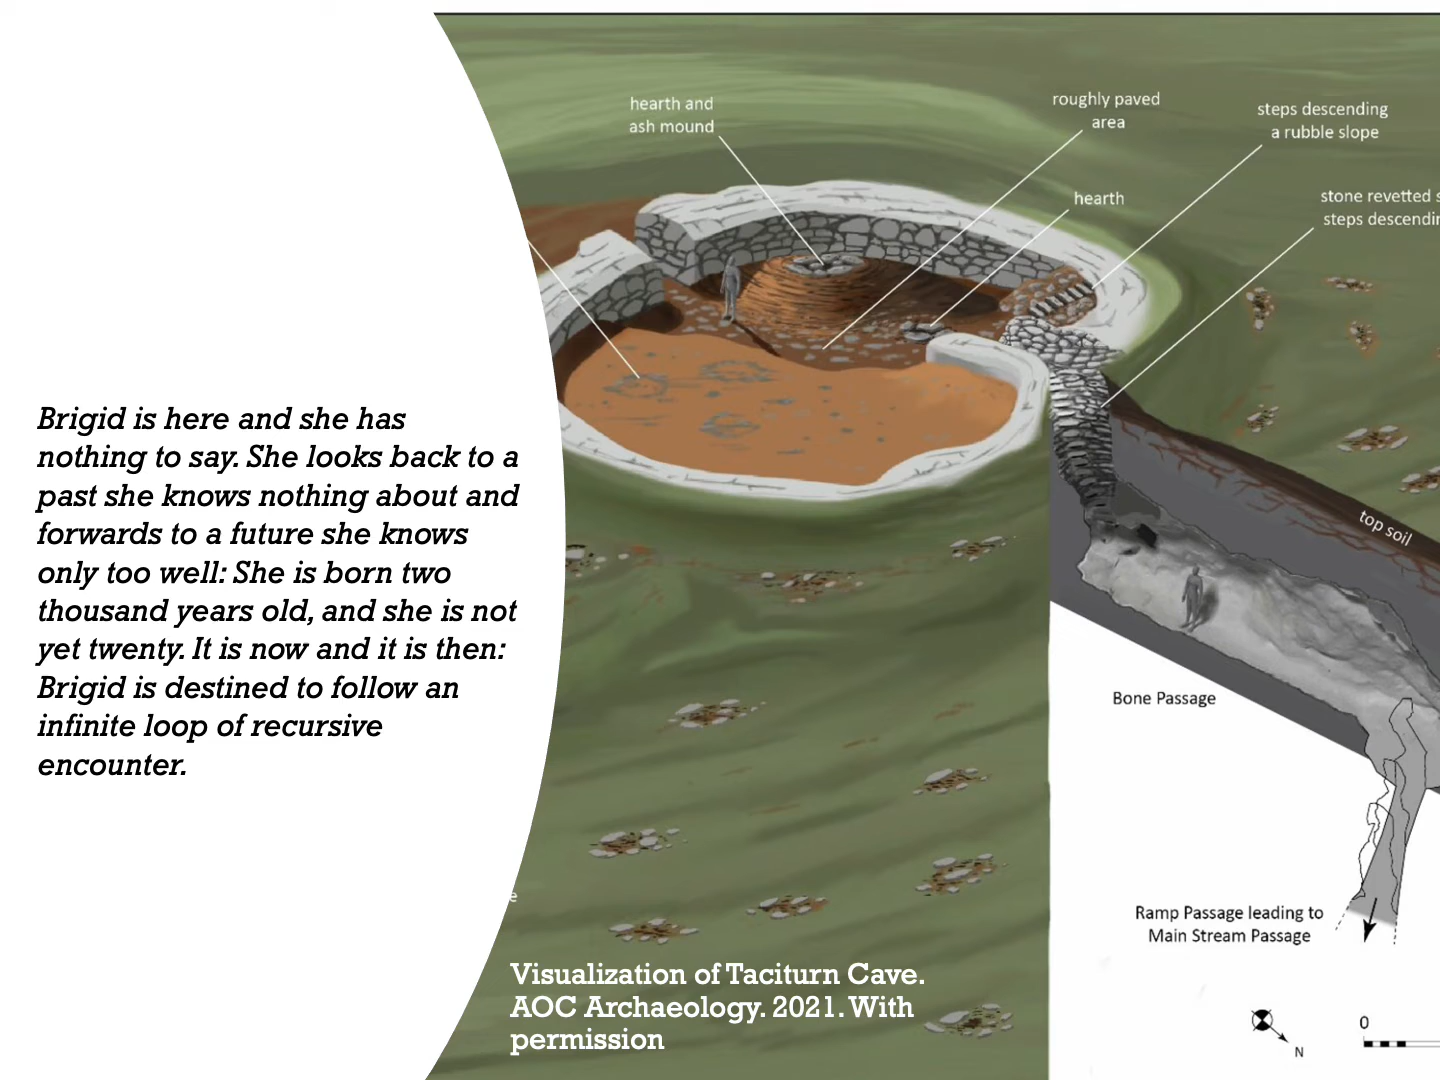 hearth and
ash mound
roughly paved
area
steps descending
a rubble slope
hearth
stone revetted
steps
Brigid is here and she has
nothing to say. She looks back to a
past she knows nothing about and
forwards to a future she knows
only too well: She is born two
thousand years old, and she is not
yet twenty. It is now and it is then:
Brigid is destined to follow an
infinite loop of recursive
encounter.
top soil
Bone Passage
Ramp Passage leading to
Main Stream Passage
Visualization of Taciturn Cave.
AOC Archaeology. 2021. With
permission
N
0